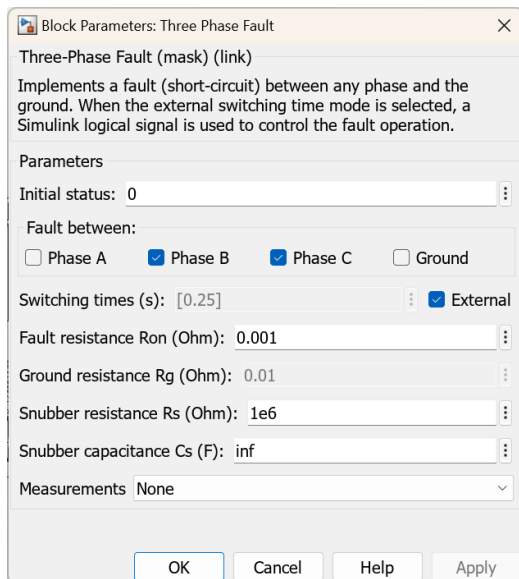 Block Parameters: Three Phase Fault
Three-Phase Fault (mask) (link)
Implements a fault (short-circuit) between any phase and the
ground. When the external switching time mode is selected, a
Simulink logical signal is used to control the fault operation.
Parameters
Initial status: 0
Fault between:
Phase A Phase B Phase C Ground
Switching times (s): [0.25] External
Fault resistance Ron (Ohm): 0.001
Ground resistance Rg (Ohm): 0.01
Snubber resistance Rs (Ohm): 1e6
Snubber capacitance Cs (F): inf
Measurements None
OK Cancel Help Apply